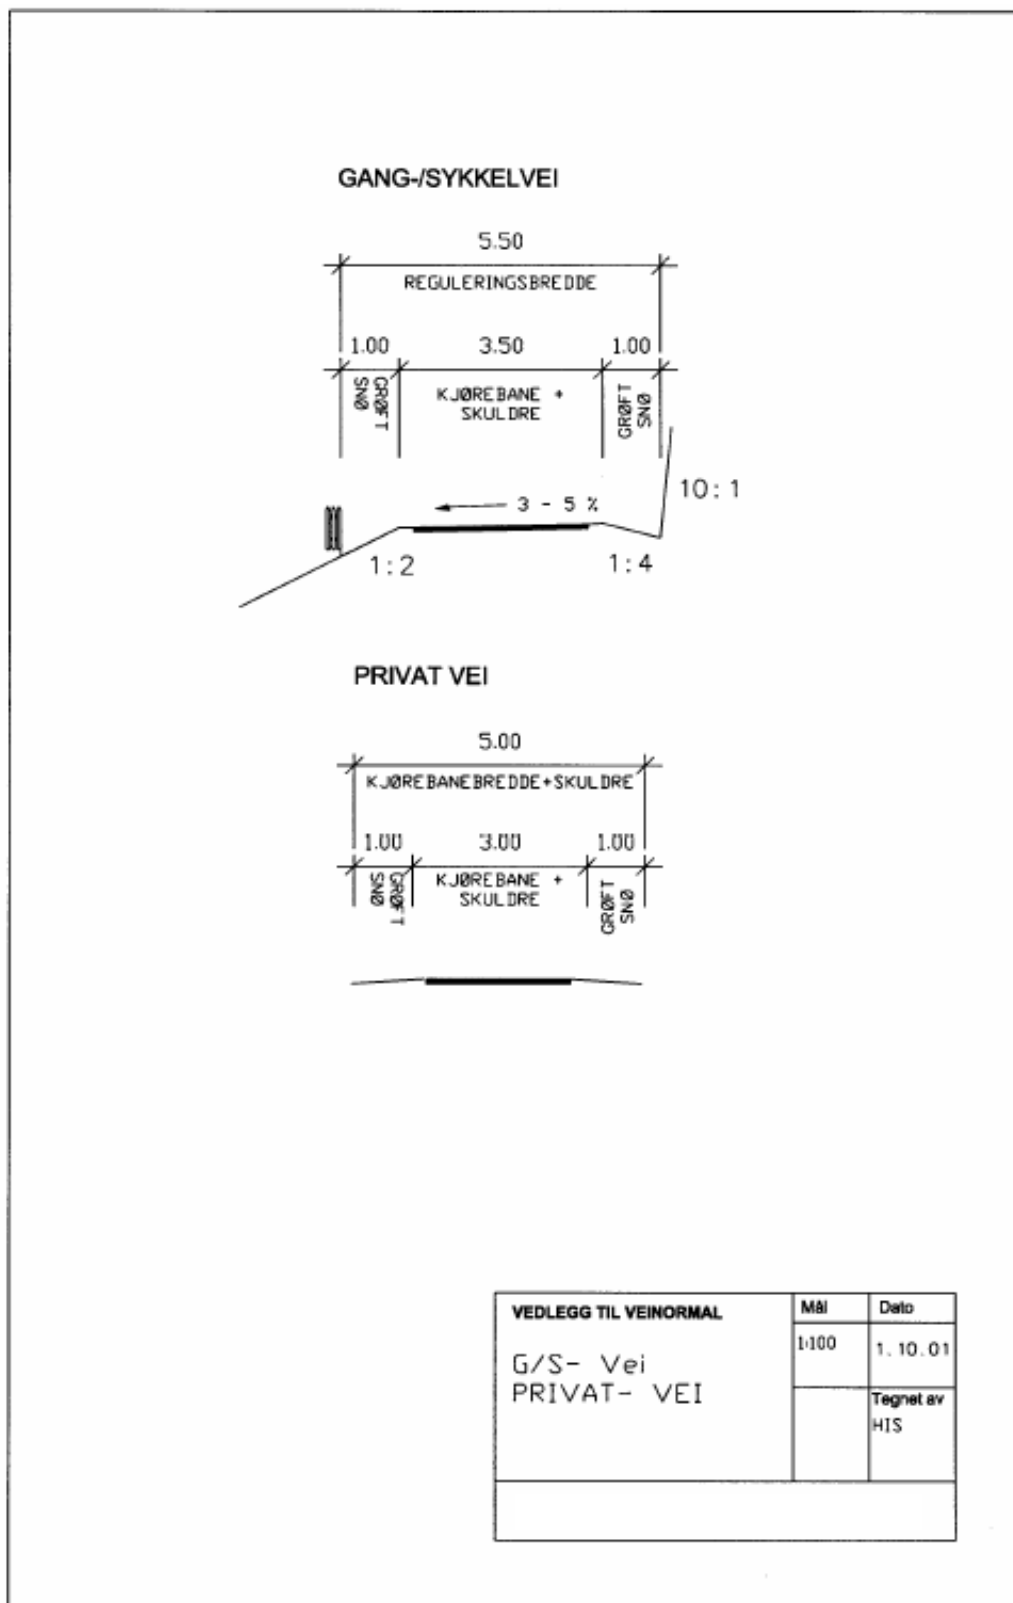 GANG-/SYKKELVEI
5.50
REGULERINGSBREDDE
1.00 3.50 1.00
GRØFT
SNØ
KJØREBANE +
SKULDRE
GRØFT
SNØ
10:1
3 - 5 %
1:2
1:4
PRIVAT VEI
5.00
KJØREBANEBREDDE+SKULDRE
1.00 3.00 1.00
GRØFT
SNØ
KJØREBANE +
SKULDRE
GRØFT
SNØ
VEDLEGG TIL VEINORMAL
G/S- Vei
PRIVAT- VEI
Mål
1:100
Dato
1.10.01
Tegnet av
HIS